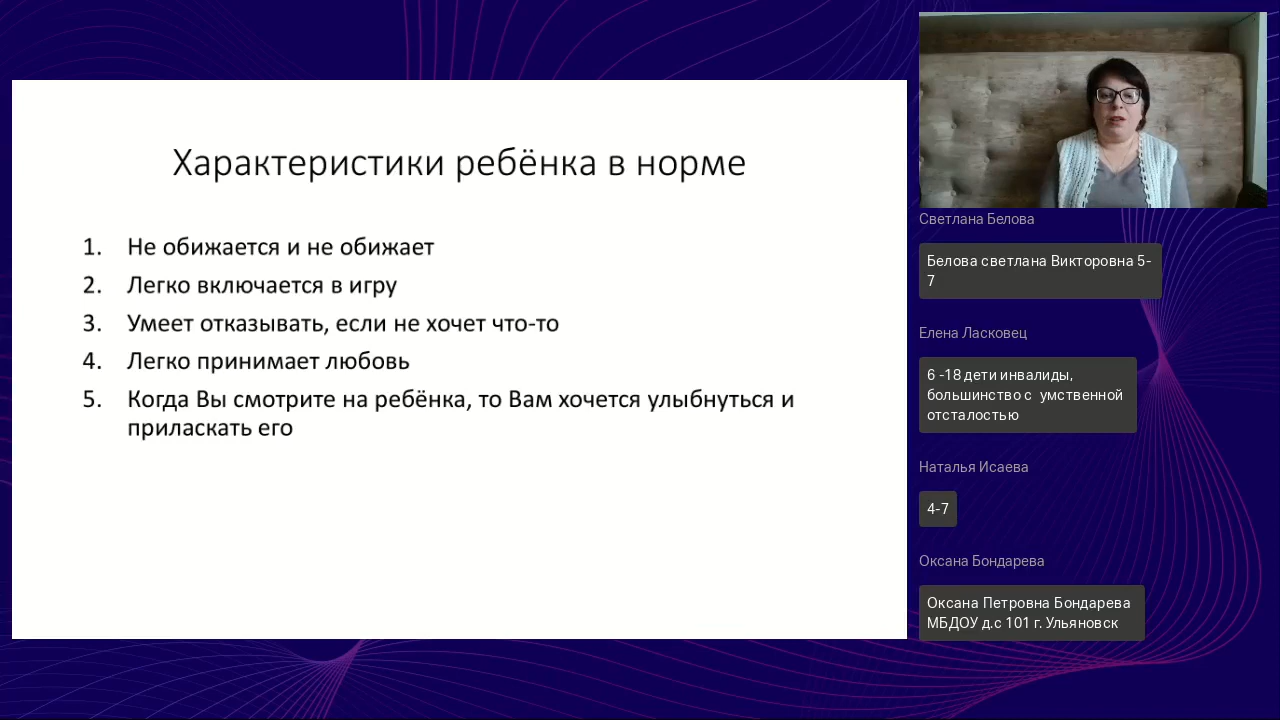 Характеристики ребёнка в норме
1. Не обижается и не обижает
2. Легко включается в игру
3. Умеет отказывать, если не хочет что-то
4. Легко принимает любовь
5. Когда Вы смотрите на ребёнка, то Вам хочется улыбнуться и
приласкать его
Светлана Белова
Белова светлана Викторовна 5-
7
Елена Ласковец
6 -18 дети инвалиды,
большинство с умственной
отсталостью
Наталья Исаева
4-7
Оксана Бондарева
Оксана Петровна Бондарева
МБДОУ д.с 101 г. Ульяновск